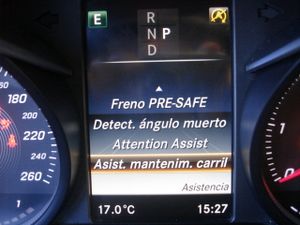 E
R
N P
D
180
Freno PRE-SAFE
Detect. ángulo muerto
200
Attention Assist
220
Asist. mantenim. carril
240
260
Asistencia
1
17.0°C 15:27